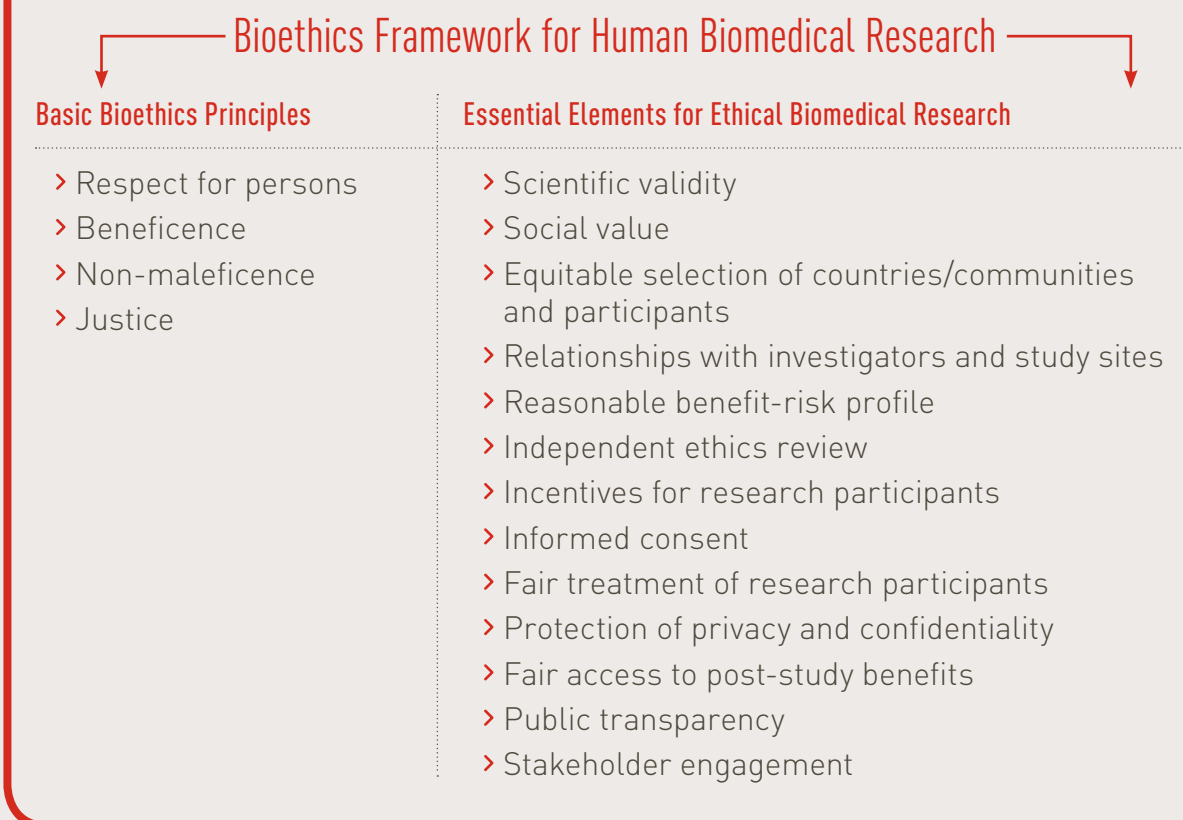 Bioethics Framework for Human Biomedical Research
Basic Bioethics Principles
> Respect for persons
> Beneficence
> Non-maleficence
> Justice
Essential Elements for Ethical Biomedical Research
> Scientific validity
> Social value
> Equitable selection of countries/communities
and participants
> Relationships with investigators and study sites
> Reasonable benefit-risk profile
> Independent ethics review
> Incentives for research participants
> Informed consent
> Fair treatment of research participants
> Protection of privacy and confidentiality
> Fair access to post-study benefits
> Public transparency
> Stakeholder engagement